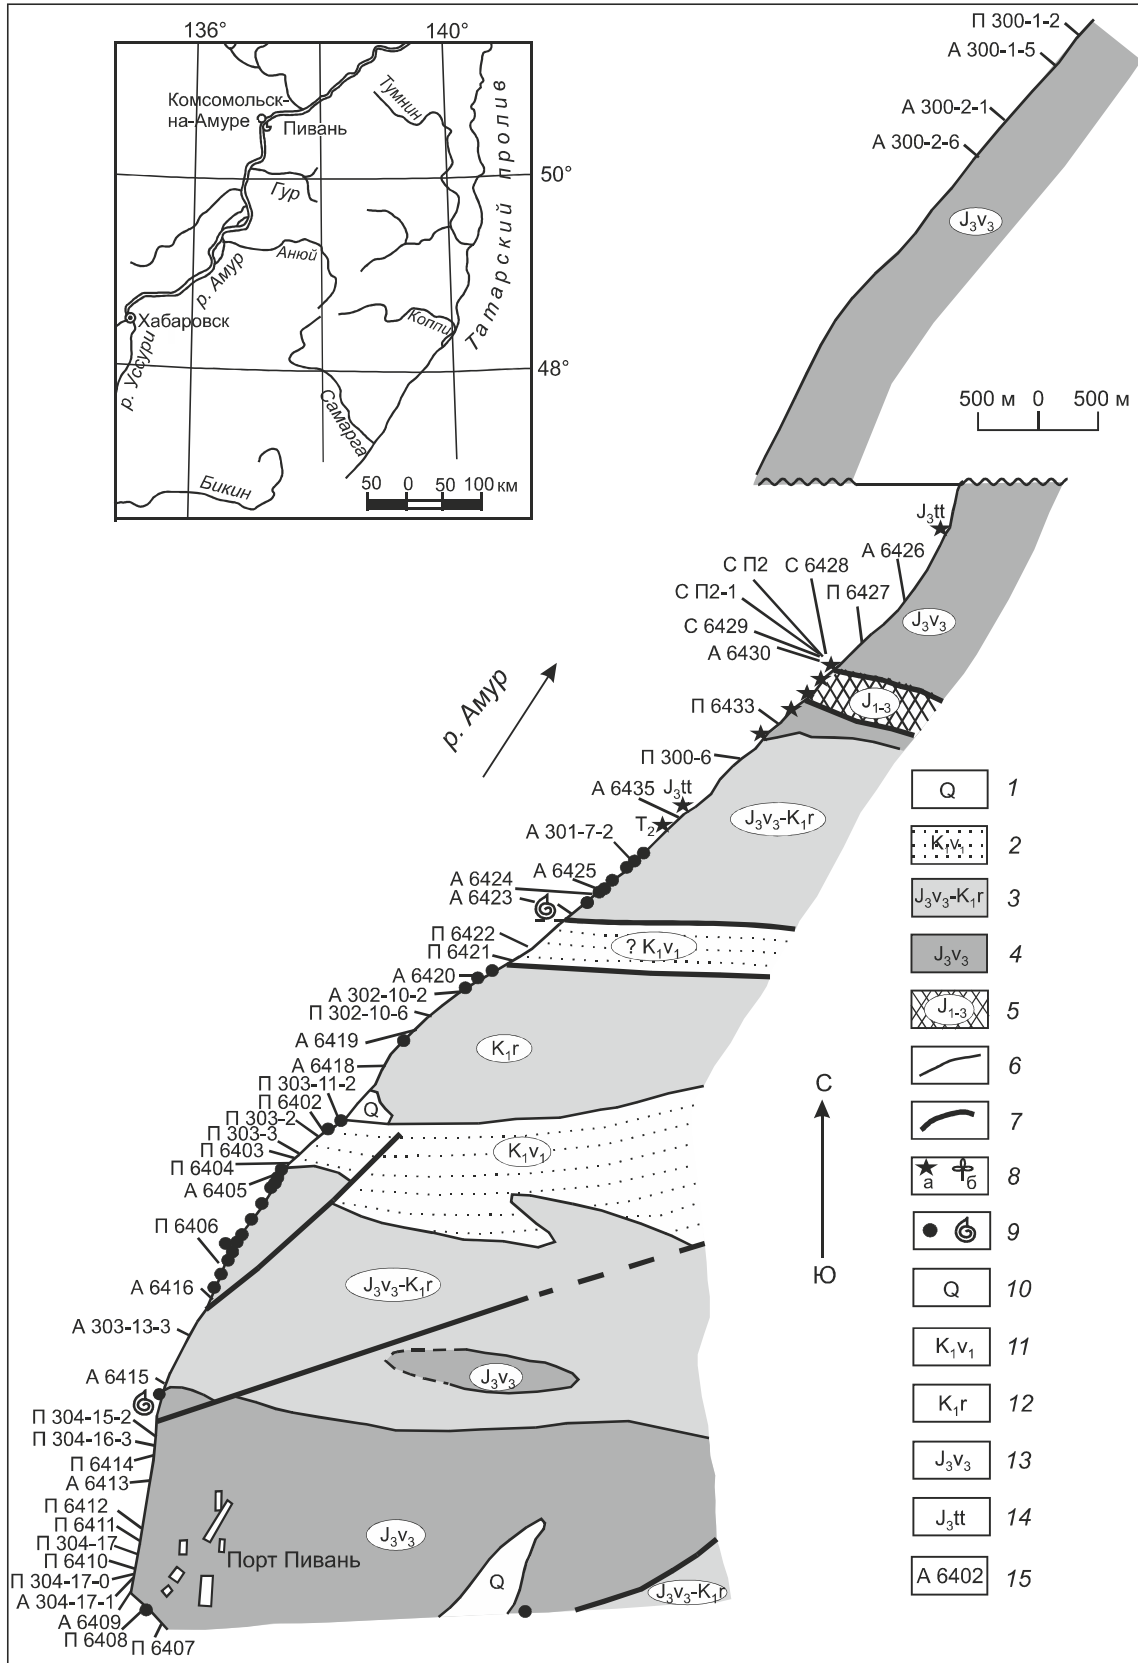 136°
140°
Комсомольск-
на-Амуре
Пивань
Тумнин
Татарский пролив
50°
Гур
Анюй
р. Амур
Хабаровск
Коппи
р. Уссури
48°
Самарга
Бикин
50 0 50 100 км
П 300-1-2
А 300-1-5
А 300-2-1
А 300-2-6
J₃v₃
500 м 0 500 м
J₃tt
А 6426
С П2
С 6428
С П2-1
П 6427
С 6429
А 6430
J₃v₃
J₁₋₃
П 6433
р. Амур
П 300-6
А 6435
J₃tt
T₂
J₃v₃-K₁r
А 301-7-2
А 6425
А 6424
А 6423
П 6422
П 6421
? K₁v₁
А 6420
А 302-10-2
П 302-10-6
А 6419
K₁r
А 6418
П 303-11-2
П 6402
Q
П 303-2
П 303-3
П 6403
K₁v₁
П 6404
А 6405
П 6406
А 6416
J₃v₃-K₁r
А 303-13-3
А 6415
J₃v₃
П 304-15-2
П 304-16-3
П 6414
А 6413
П 6412
П 6411
П 304-17
П 6410
П 304-17-0
А 304-17-1
А 6409
П 6408
П 6407
J₃v₃
Порт Пивань
Q
J₃v₃-K₁r
С
Ю
Q 1
K₁v₁ 2
J₃v₃-K₁r 3
J₃v₃ 4
J₁₋₃ 5
6
7
а б 8
9
Q 10
K₁v₁ 11
K₁r 12
J₃v₃ 13
J₃tt 14
А 6402 15